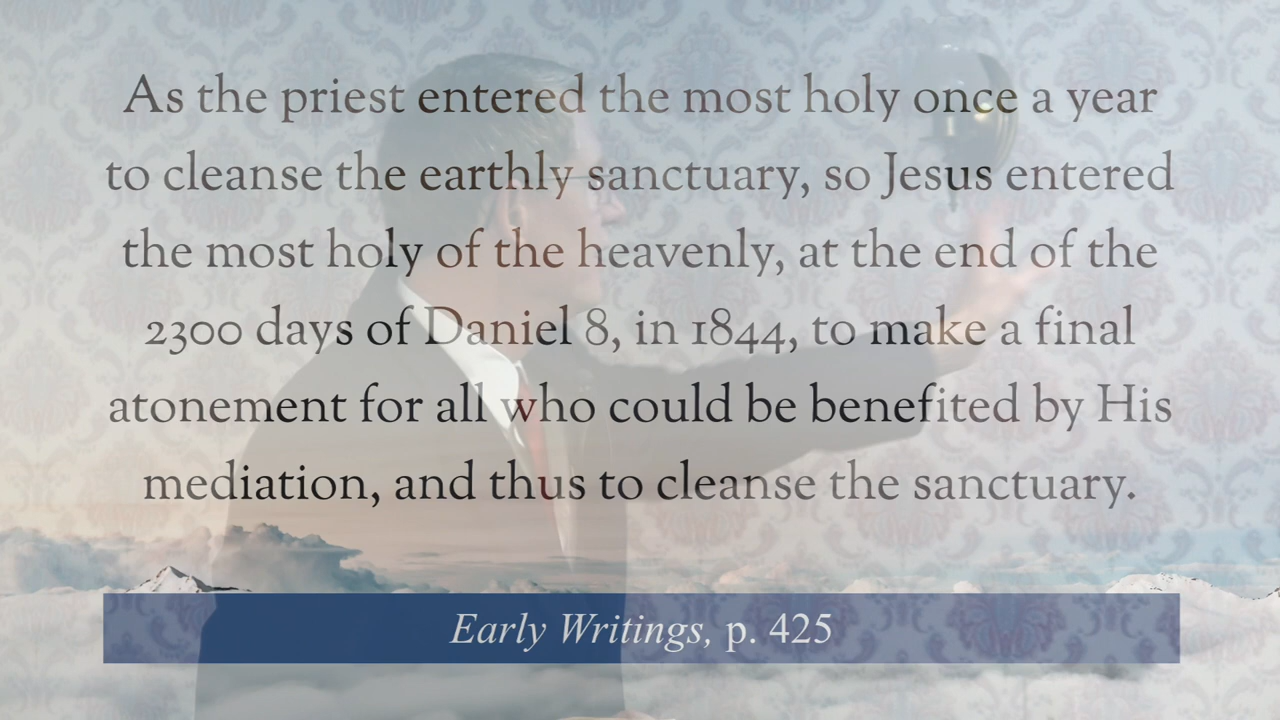 As the priest entered the most holy once a year
to cleanse the earthly sanctuary, so Jesus entered
the most holy of the heavenly, at the end of the
2300 days of Daniel 8, in 1844, to make a final
atonement for all who could be benefited by His
mediation, and thus to cleanse the sanctuary.
Early Writings, p. 425